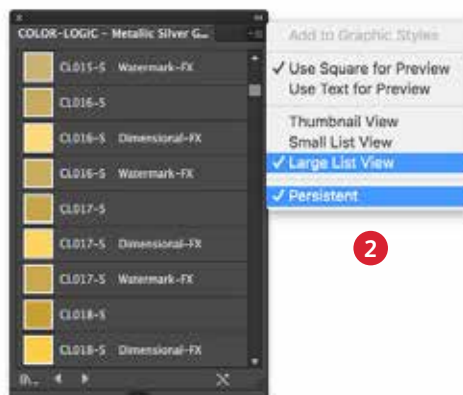 COLOR-LOGIC - Metallic Silver G...
CL015-S Watermark-FX
CL016-S
CL016-S Dimensional-FX
CL016-S Watermark-FX
CL017-S
CL017-S Dimensional-FX
CL017-S Watermark-FX
CL018-S
CL018-S Dimensional-FX
Add to Graphic Styles
✓ Use Square for Preview
Use Text for Preview
Thumbnail View
Small List View
✓ Large List View
✓ Persistent
2